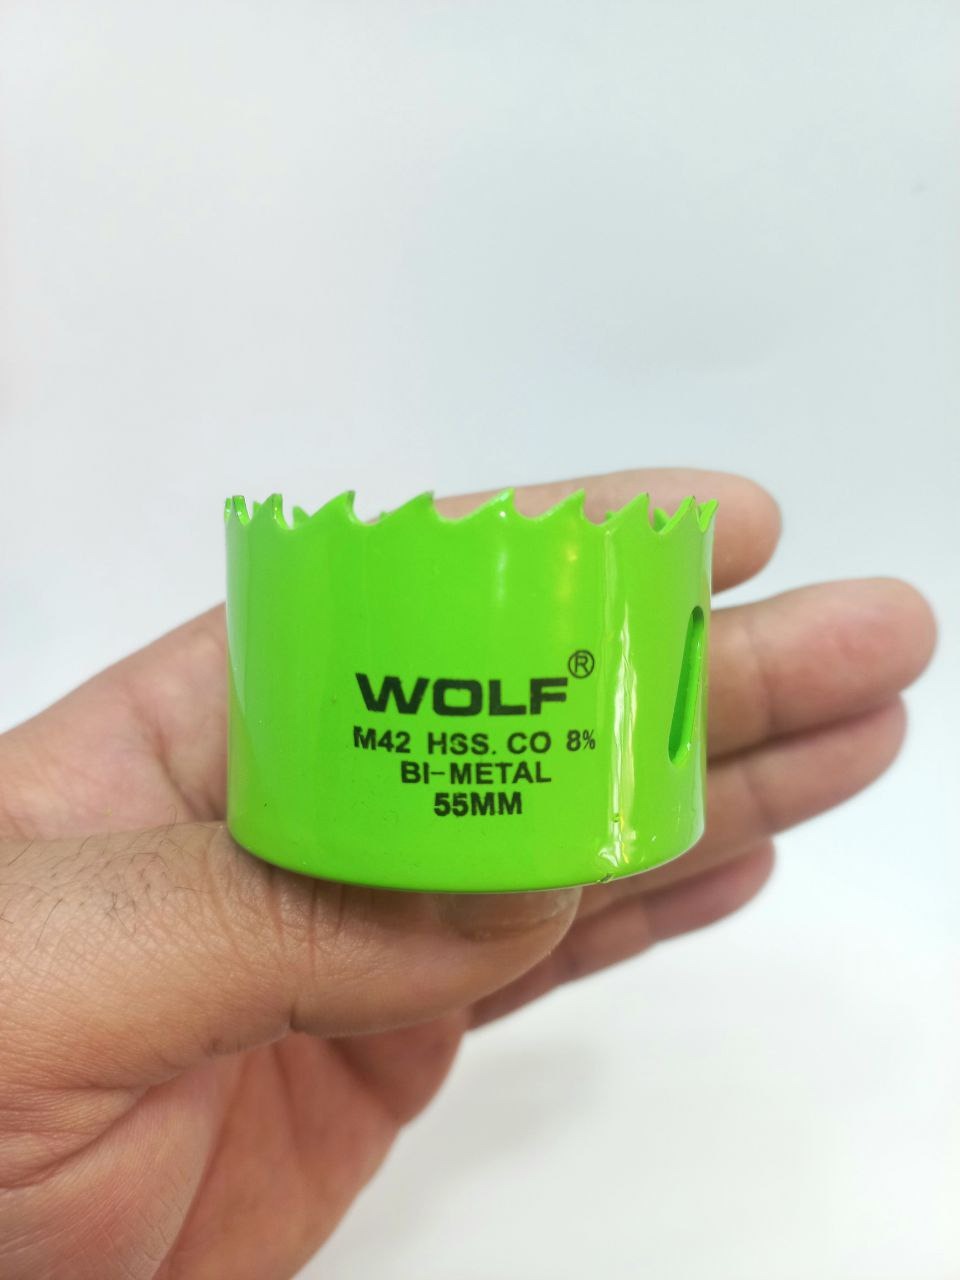 WOLF®
M42 HSS. CO 8%
BI-METAL
55MM